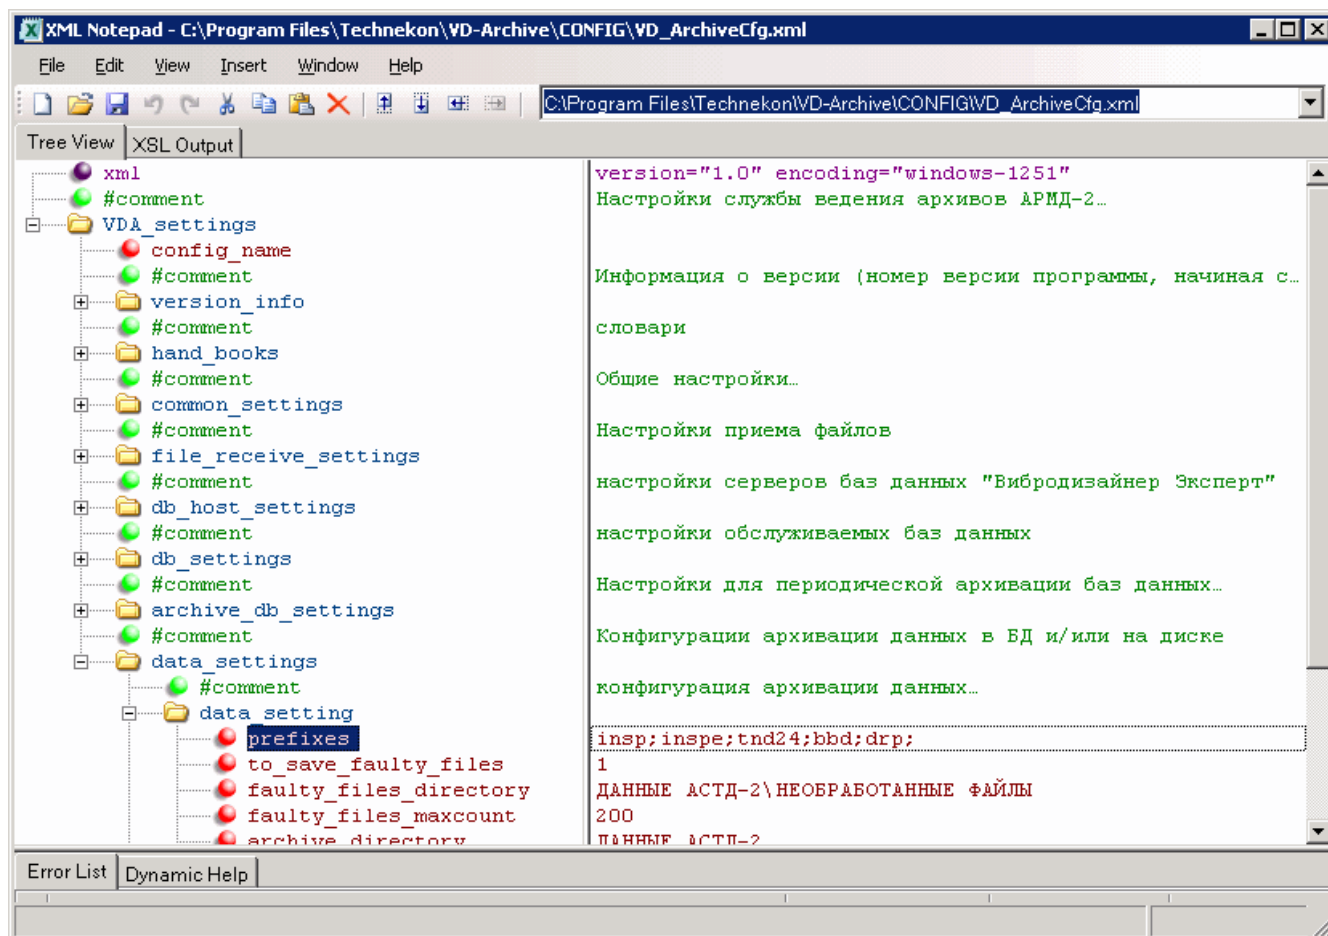 XML Notepad - C:\Program Files\Technekon\VD-Archive\CONFIG\VD_ArchiveCfg.xml
File Edit View Insert Window Help
C:\Program Files\Technekon\VD-Archive\CONFIG\VD_ArchiveCfg.xml
Tree View XSL Output
xml version="1.0" encoding="windows-1251"
#comment Настройки службы ведения архивов АРМД-2…
VDA_settings
config_name
#comment Информация о версии (номер версии программы, начиная с…
version_info
#comment словари
hand_books
#comment Общие настройки…
common_settings
#comment Настройки приема файлов
file_receive_settings
#comment настройки серверов баз данных "Вибродизайнер Эксперт"
db_host_settings
#comment настройки обслуживаемых баз данных
db_settings
#comment Настройки для периодической архивации баз данных…
archive_db_settings
#comment Конфигурации архивации данных в БД и/или на диске
data_settings
#comment конфигурация архивации данных…
data_setting
prefixes insp;inspe;tnd24;bbd;drp;
to_save_faulty_files 1
faulty_files_directory ДАННЫЕ АСТД-2\НЕОБРАБОТАННЫЕ ФАЙЛЫ
faulty_files_maxcount 200
archive_directory ДАННЫЕ АСТД-2
Error List Dynamic Help